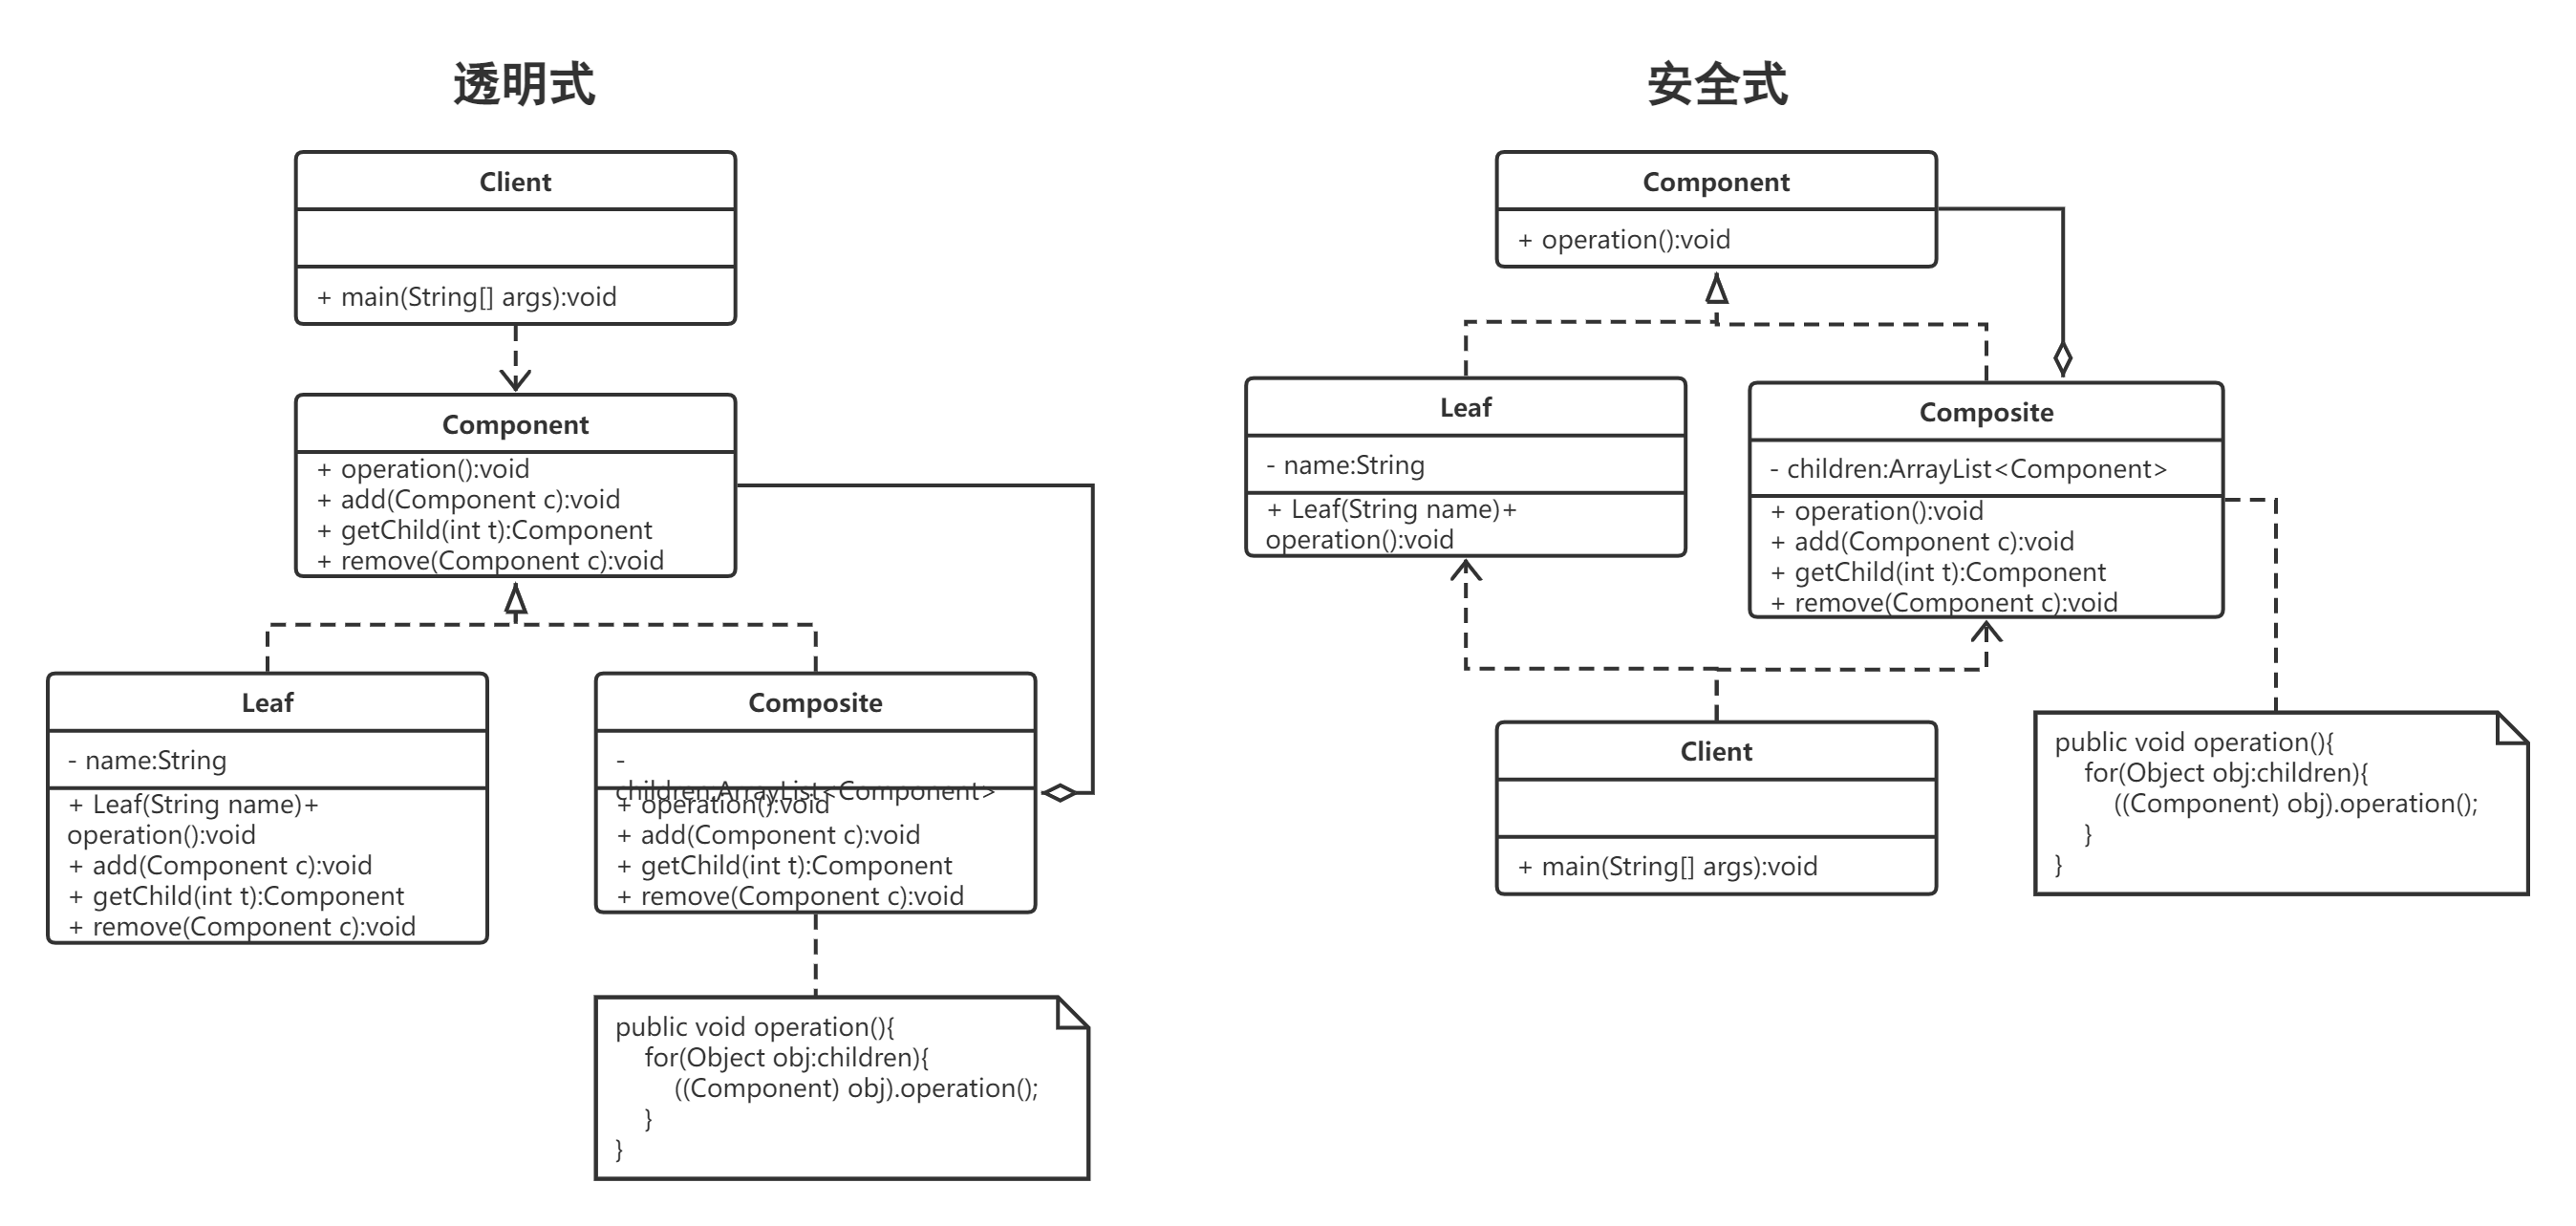 透明式
Client
+ main(String[] args):void
Component
+ operation():void
+ add(Component c):void
+ getChild(int t):Component
+ remove(Component c):void
Leaf
- name:String
+ Leaf(String name)+
operation():void
+ add(Component c):void
+ getChild(int t):Component
+ remove(Component c):void
Composite
-
children:ArrayList<Component>
+ operation():void
+ add(Component c):void
+ getChild(int t):Component
+ remove(Component c):void
public void operation(){
for(Object obj:children){
((Component) obj).operation();
}
}
安全式
Component
+ operation():void
Leaf
- name:String
+ Leaf(String name)+
operation():void
Composite
- children:ArrayList<Component>
+ operation():void
+ add(Component c):void
+ getChild(int t):Component
+ remove(Component c):void
Client
+ main(String[] args):void
public void operation(){
for(Object obj:children){
((Component) obj).operation();
}
}